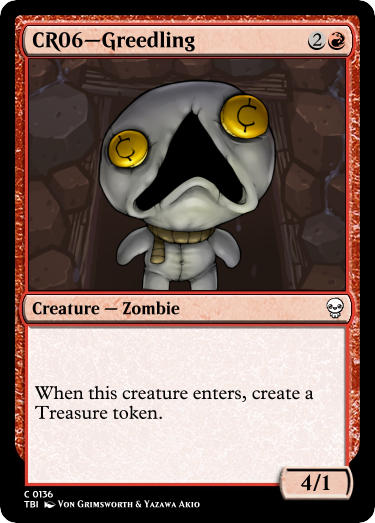 CR06—Greedling 2
¢ ¢
Creature — Zombie
When this creature enters, create a
Treasure token.
4/1
C 0136
TBI Von Grimsworth & Yazawa Akio